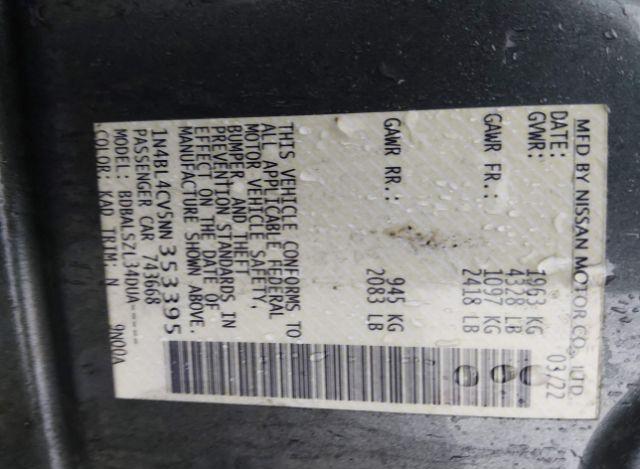 MFD BY NISSAN MOTOR CO., LTD.
DATE: 03/22
GVWR: 1963 KG
4328 LB
GAWR FR.: 1097 KG
2418 LB
GAWR RR.: 945 KG
2083 LB
THIS VEHICLE CONFORMS TO
ALL APPLICABLE FEDERAL
MOTOR VEHICLE SAFETY,
BUMPER, AND THEFT
PREVENTION STANDARDS IN
EFFECT ON THE DATE OF
MANUFACTURE SHOWN ABOVE.
1N4BL4CV5NN353395
PASSENGER CAR 743668
MODEL: BDBALSZL34DUA-----
COLOR: KAD TRIM: N